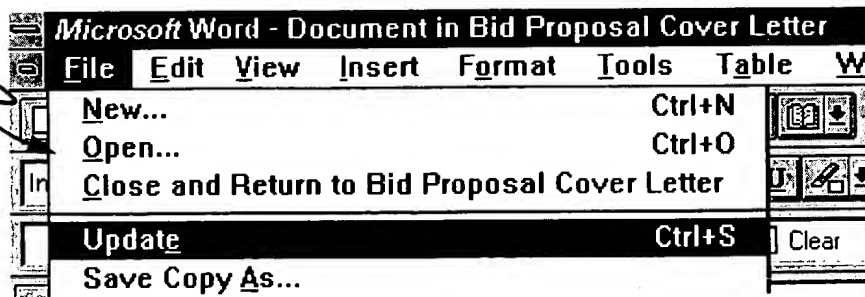 Microsoft Word - Document in Bid Proposal Cover Letter
File Edit View Insert Format Tools Table W
New... Ctrl+N
Open... Ctrl+O
Close and Return to Bid Proposal Cover Letter
In U
Update Ctrl+S
Clear
Save Copy As...